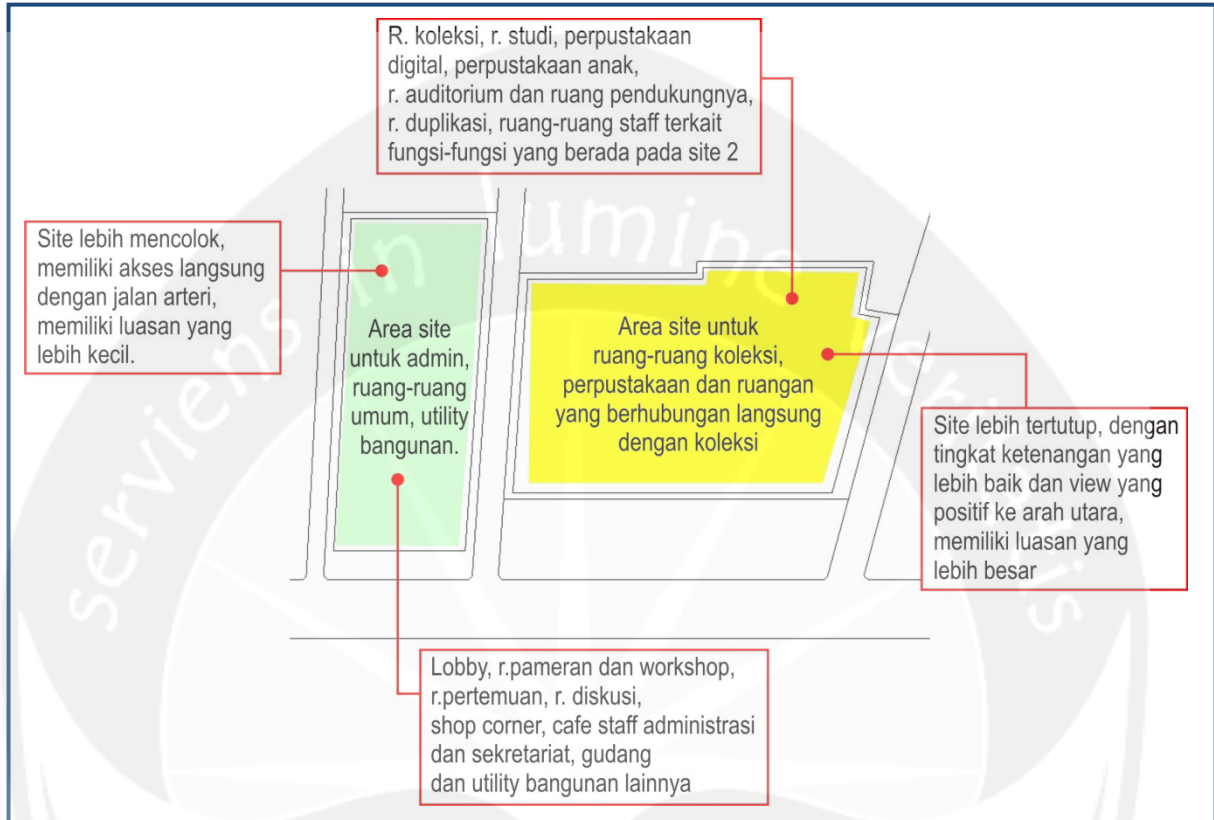 R. koleksi, r. studi, perpustakaan
digital, perpustakaan anak,
r. auditorium dan ruang pendukungnya,
r. duplikasi, ruang-ruang staff terkait
fungsi-fungsi yang berada pada site 2
Site lebih mencolok,
memiliki akses langsung
dengan jalan arteri,
memiliki luasan yang
lebih kecil.
Area site
untuk admin,
ruang-ruang
umum, utility
bangunan.
Area site untuk
ruang-ruang koleksi,
perpustakaan dan ruangan
yang berhubungan langsung
dengan koleksi
Site lebih tertutup, dengan
tingkat ketenangan yang
lebih baik dan view yang
positif ke arah utara,
memiliki luasan yang
lebih besar
Lobby, r.pameran dan workshop,
r.pertemuan, r. diskusi,
shop corner, cafe staff administrasi
dan sekretariat, gudang
dan utility bangunan lainnya
serviens in lumine veritatis